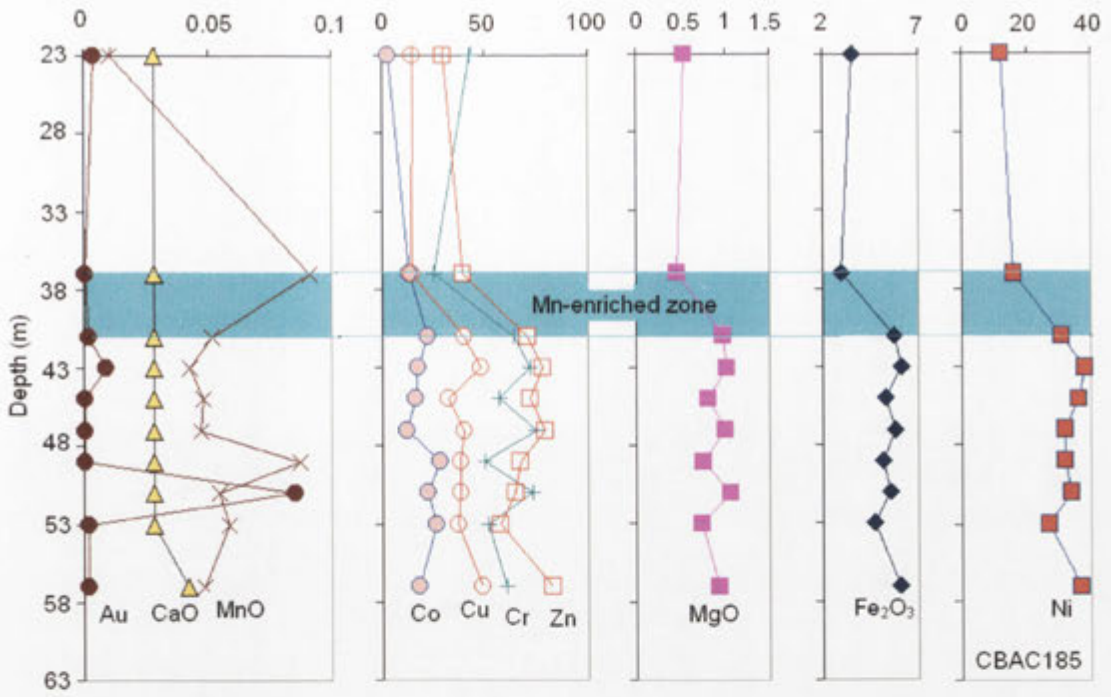 0 0.05 0.1 0 50 100 0 0.5 1 1.5 2 7 0 20 40
23
28
33
38
43
48
53
58
63
Depth (m)
Mn-enriched zone
Au CaO MnO Co Cu Cr Zn MgO Fe₂O₃ Ni
CBAC185